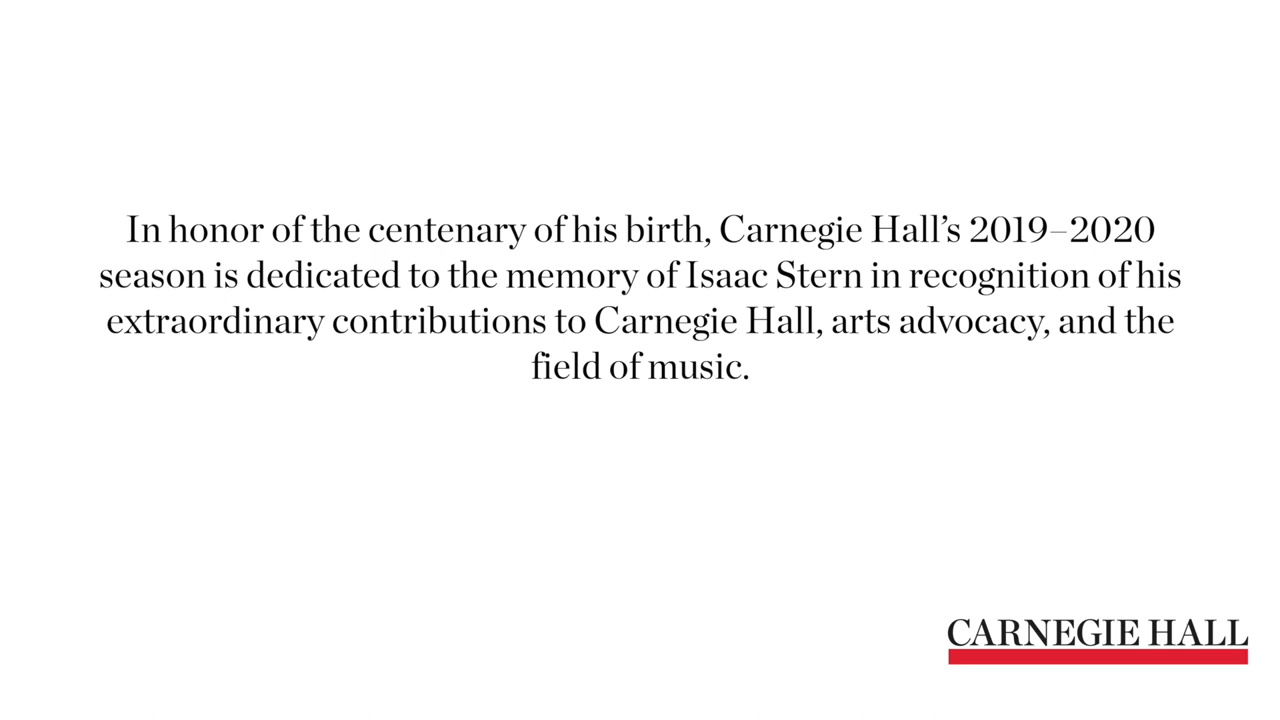 In honor of the centenary of his birth, Carnegie Hall’s 2019–2020
season is dedicated to the memory of Isaac Stern in recognition of his
extraordinary contributions to Carnegie Hall, arts advocacy, and the
field of music.
CARNEGIE HALL